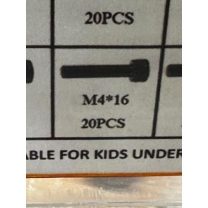 20PCS
M4*16
20PCS
ABLE FOR KIDS UNDER